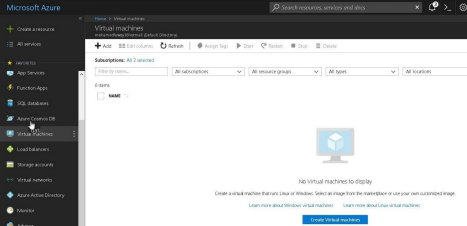 Microsoft Azure
Search resources, services and docs
Create a resource
All services
FAVORITES
App Services
Function Apps
SQL databases
Azure Cosmos DB
Virtual machines
Load balancers
Storage accounts
Virtual networks
Azure Active Directory
Monitor
Home > Virtual machines
Virtual machines
Add
Edit columns
Refresh
Assign Tags
Start
Restart
Stop
Delete
Subscriptions: All 2 selected
Filter by name...
All subscriptions
All resource groups
All types
All locations
0 items
NAME
No Virtual machines to display
Create a virtual machine that runs Linux or Windows. Select an image from the marketplace or use your own customized image.
Learn more about Windows virtual machines
Learn more about Linux virtual machines
Create Virtual machines